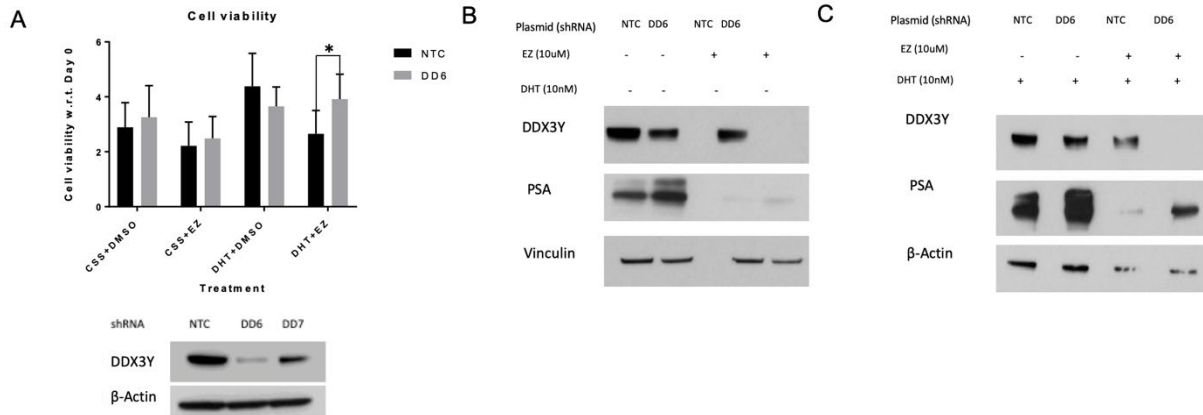 A
Cell viability
Cell viability w.r.t. Day 0
6
4
2
0
*
NTC
DD6
CSS+DMSO
CSS+EZ
DHT+DMSO
DHT+EZ
Treatment
shRNA NTC DD6 DD7
DDX3Y
β-Actin
B
Plasmid (shRNA) NTC DD6 NTC DD6
EZ (10uM) - - + +
DHT (10nM) - - - -
DDX3Y
PSA
Vinculin
C
Plasmid(shRNA) NTC DD6 NTC DD6
EZ (10uM) - - + +
DHT (10nM) + + + +
DDX3Y
PSA
β-Actin